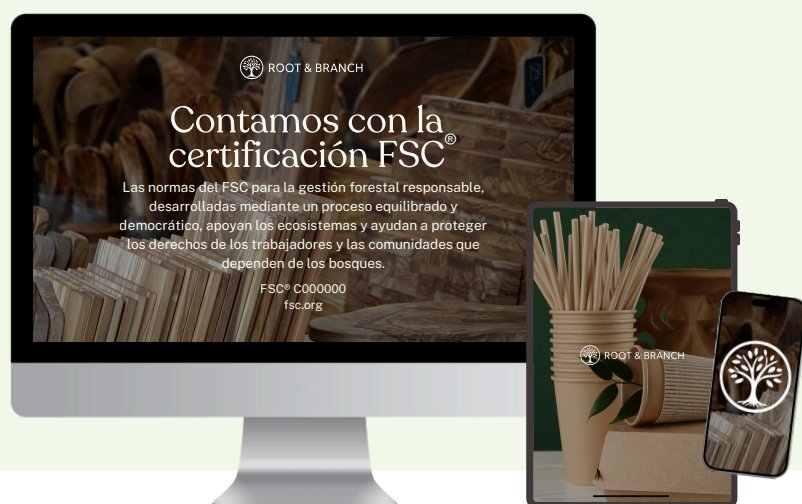 ROOT & BRANCH
Contamos con la
certificación FSC®
Las normas del FSC para la gestión forestal responsable,
desarrolladas mediante un proceso equilibrado y
democrático, apoyan los ecosistemas y ayudan a proteger
los derechos de los trabajadores y las comunidades que
dependen de los bosques.
FSC® C000000
fsc.org
ROOT & BRANCH